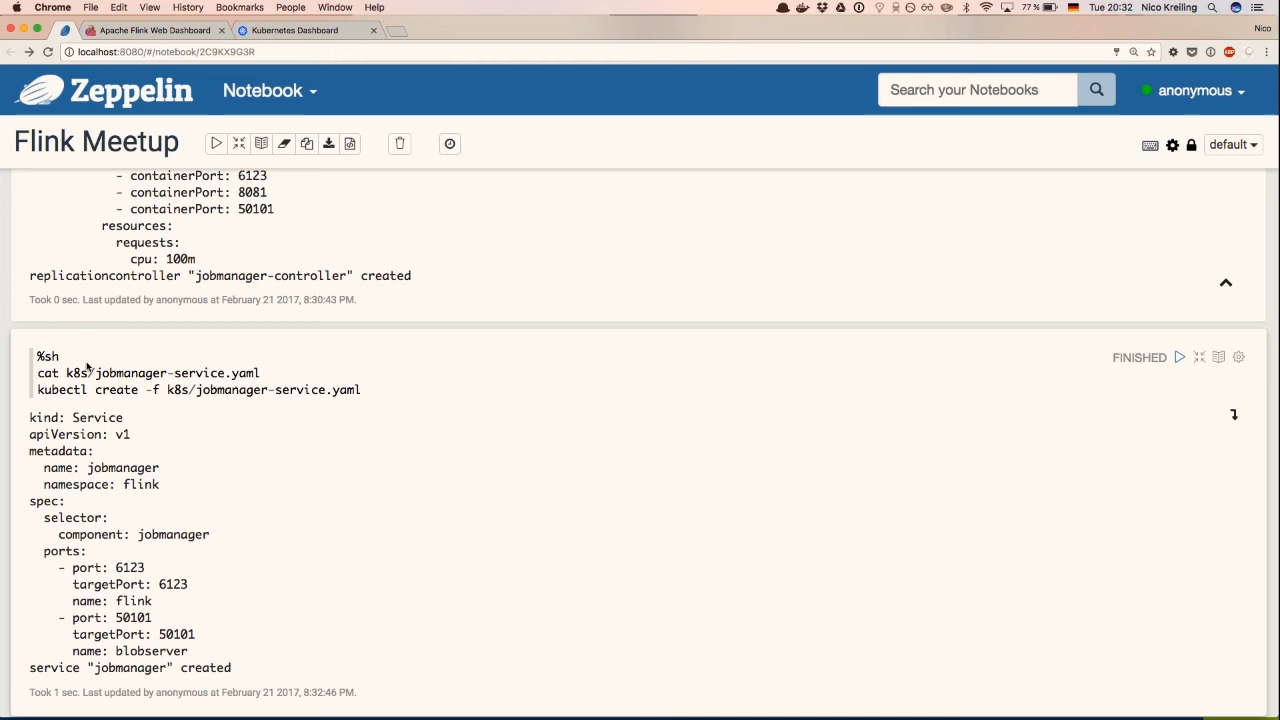 Chrome File Edit View History Bookmarks People Window Help 77% Tue 20:32 Nico Kreiling
Apache Flink Web Dashboard Kubernetes Dashboard Nico
localhost:8080/#/notebook/2C9KX9G3R
Zeppelin Notebook Search your Notebooks anonymous
Flink Meetup default
- containerPort: 6123
- containerPort: 8081
- containerPort: 50101
resources:
requests:
cpu: 100m
replicationcontroller "jobmanager-controller" created
Took 0 sec. Last updated by anonymous at February 21 2017, 8:30:43 PM.
%sh FINISHED
cat k8s/jobmanager-service.yaml
kubectl create -f k8s/jobmanager-service.yaml
kind: Service
apiVersion: v1
metadata:
name: jobmanager
namespace: flink
spec:
selector:
component: jobmanager
ports:
- port: 6123
targetPort: 6123
name: flink
- port: 50101
targetPort: 50101
name: blobserver
service "jobmanager" created
Took 1 sec. Last updated by anonymous at February 21 2017, 8:32:46 PM.